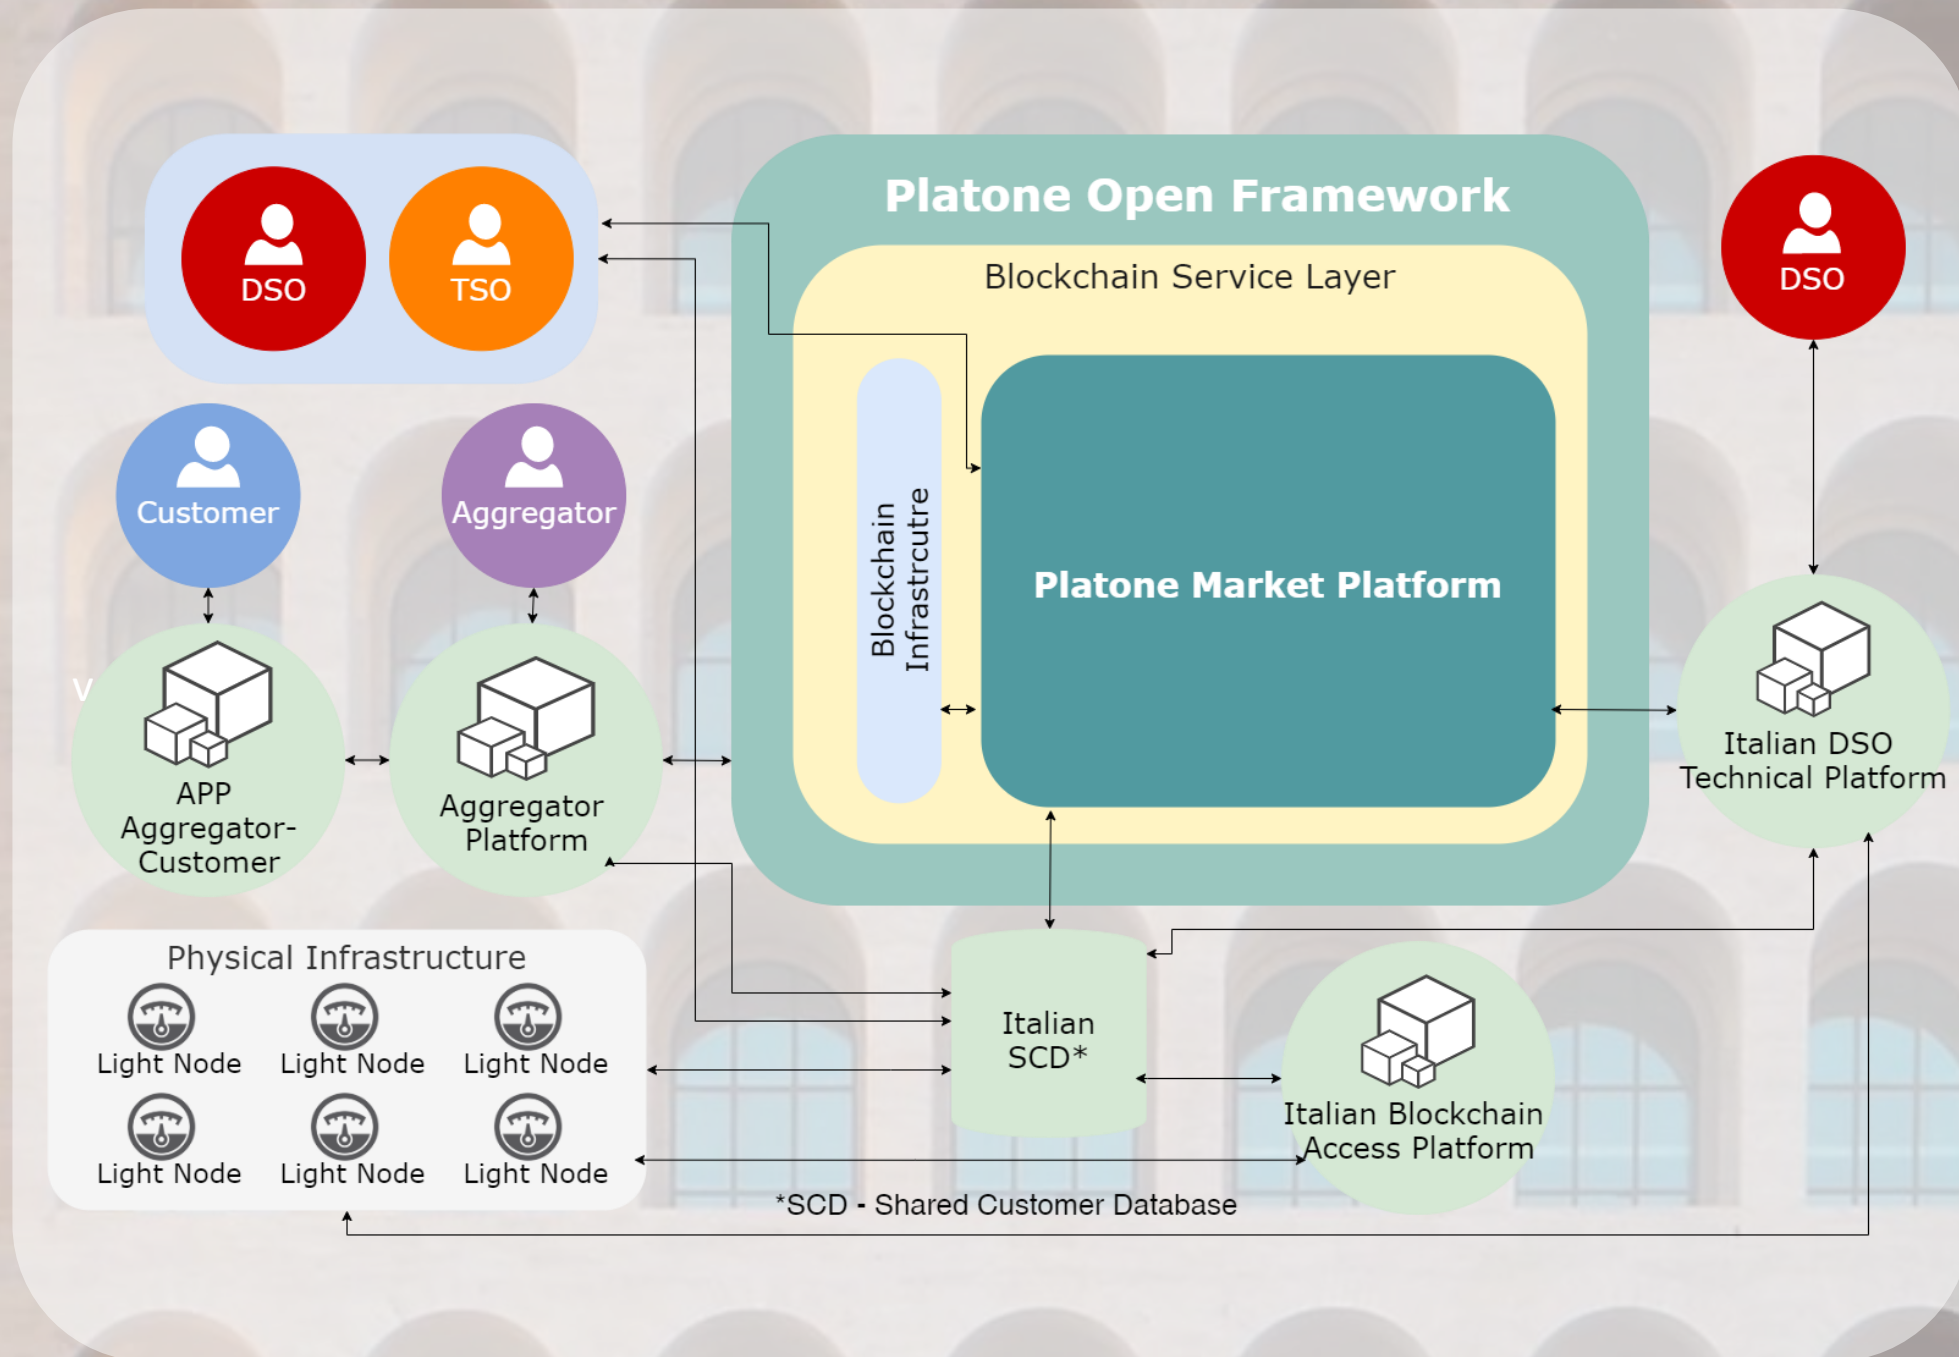 Platone Open Framework
Blockchain Service Layer
DSO
TSO
DSO
Customer
Aggregator
Blockchain
Infrastrcutre
Platone Market Platform
V
APP
Aggregator-
Customer
Aggregator
Platform
Italian DSO
Technical Platform
Physical Infrastructure
Light Node
Light Node
Light Node
Light Node
Light Node
Light Node
Italian
SCD*
Italian Blockchain
Access Platform
*SCD - Shared Customer Database